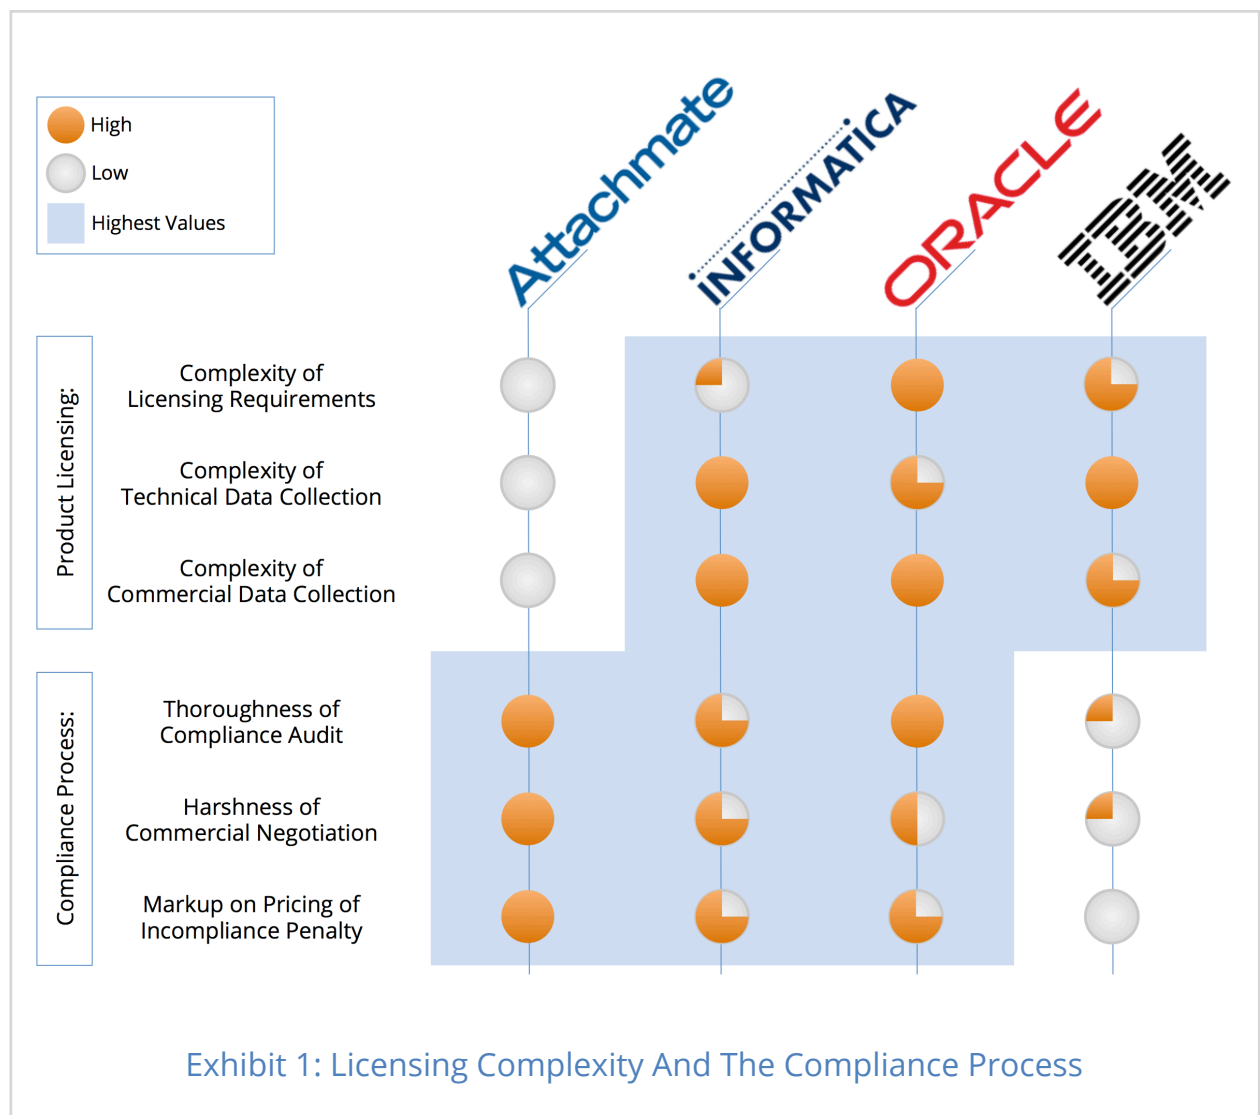 High
Low
Highest Values
Attachmate
INFORMATICA
ORACLE
IBM
Product Licensing:
Complexity of
Licensing Requirements
Complexity of
Technical Data Collection
Complexity of
Commercial Data Collection
Compliance Process:
Thoroughness of
Compliance Audit
Harshness of
Commercial Negotiation
Markup on Pricing of
Incompliance Penalty
Exhibit 1: Licensing Complexity And The Compliance Process